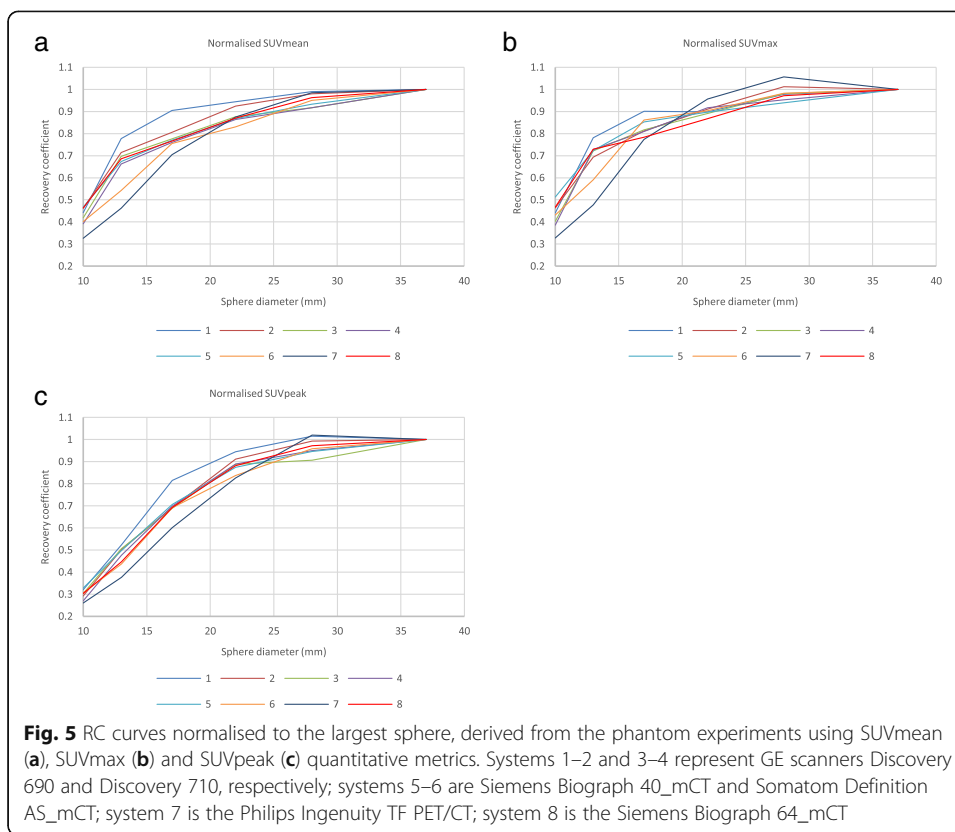 a
Normalised SUVmean
1.1
1
0.9
0.8
0.7
0.6
0.5
0.4
0.3
0.2
Recovery coefficient
10 15 20 25 30 35 40
Sphere diameter (mm)
1 2 3 4
5 6 7 8
b
Normalised SUVmax
1.1
1
0.9
0.8
0.7
0.6
0.5
0.4
0.3
0.2
Recovery coefficient
10 15 20 25 30 35 40
Sphere diameter (mm)
1 2 3 4
5 6 7 8
c
Normalised SUVpeak
1.1
1
0.9
0.8
0.7
0.6
0.5
0.4
0.3
0.2
Recovery coefficient
10 15 20 25 30 35 40
Sphere diameter (mm)
1 2 3 4
5 6 7 8
Fig. 5 RC curves normalised to the largest sphere, derived from the phantom experiments using SUVmean
(a), SUVmax (b) and SUVpeak (c) quantitative metrics. Systems 1–2 and 3–4 represent GE scanners Discovery
690 and Discovery 710, respectively; systems 5–6 are Siemens Biograph 40_mCT and Somatom Definition
AS_mCT; system 7 is the Philips Ingenuity TF PET/CT; system 8 is the Siemens Biograph 64_mCT